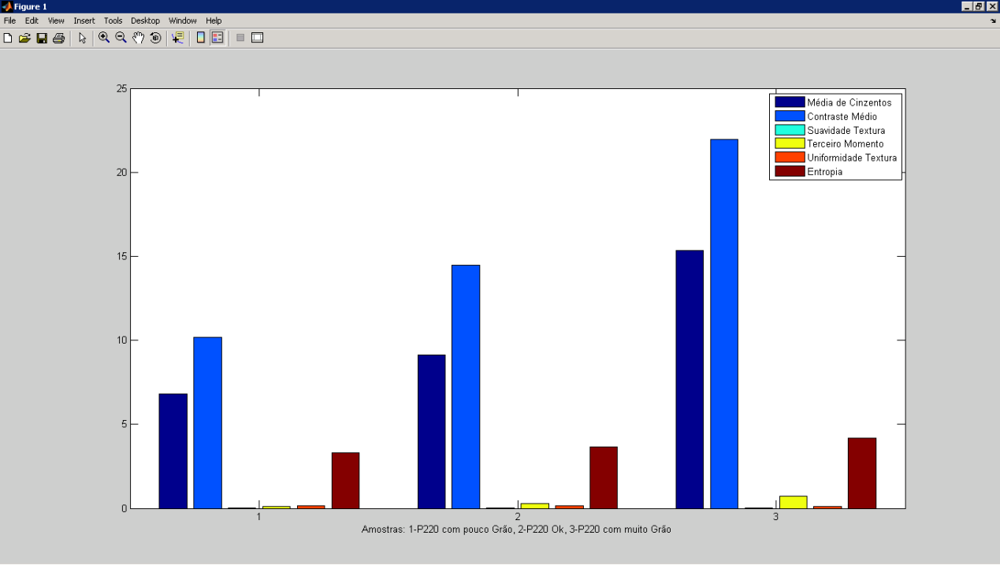 Figure 1
File Edit View Insert Tools Desktop Window Help
25
20
15
10
5
0
Média de Cinzentos
Contraste Médio
Suavidade Textura
Terceiro Momento
Uniformidade Textura
Entropia
1 2 3
Amostras: 1-P220 com pouco Grão, 2-P220 Ok, 3-P220 com muito Grão